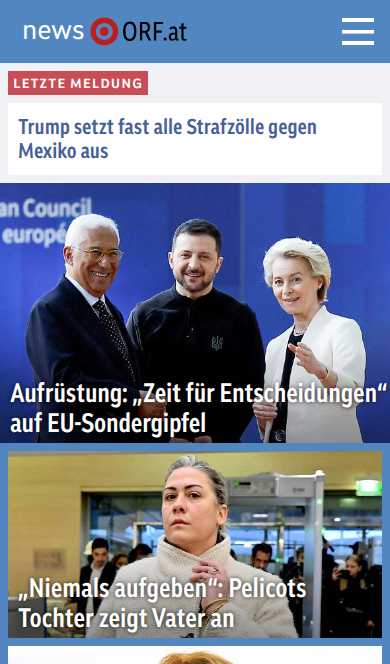 news ORF.at
LETZTE MELDUNG
Trump setzt fast alle Strafzölle gegen
Mexiko aus
an Council
européen
Aufrüstung: „Zeit für Entscheidungen“
auf EU-Sondergipfel
„Niemals aufgeben“: Pelicots
Tochter zeigt Vater an